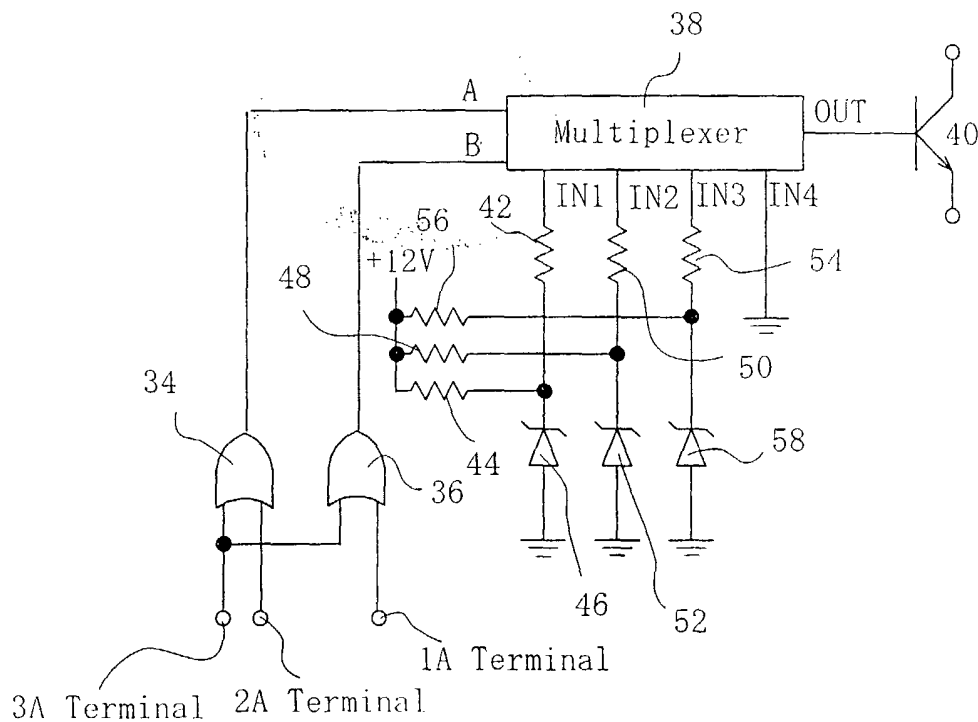 38
A
OUT
Multiplexer
40
B
42
IN1
IN2
IN3
IN4
56
+12V
54
48
50
34
44
58
36
46
52
1A Terminal
3A Terminal
2A Terminal